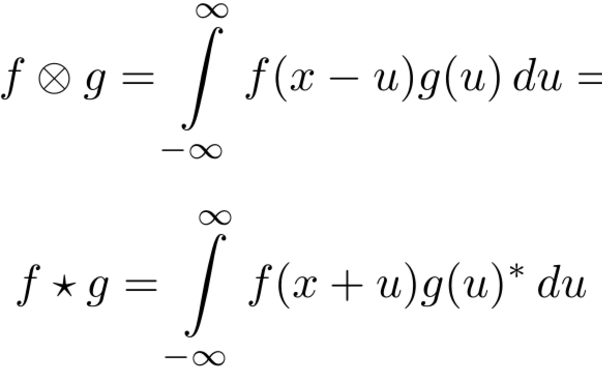 f ⊗ g = ∫_{−∞}^{∞} f(x − u)g(u) du =
f ⋆ g = ∫_{−∞}^{∞} f(x + u)g(u)* du